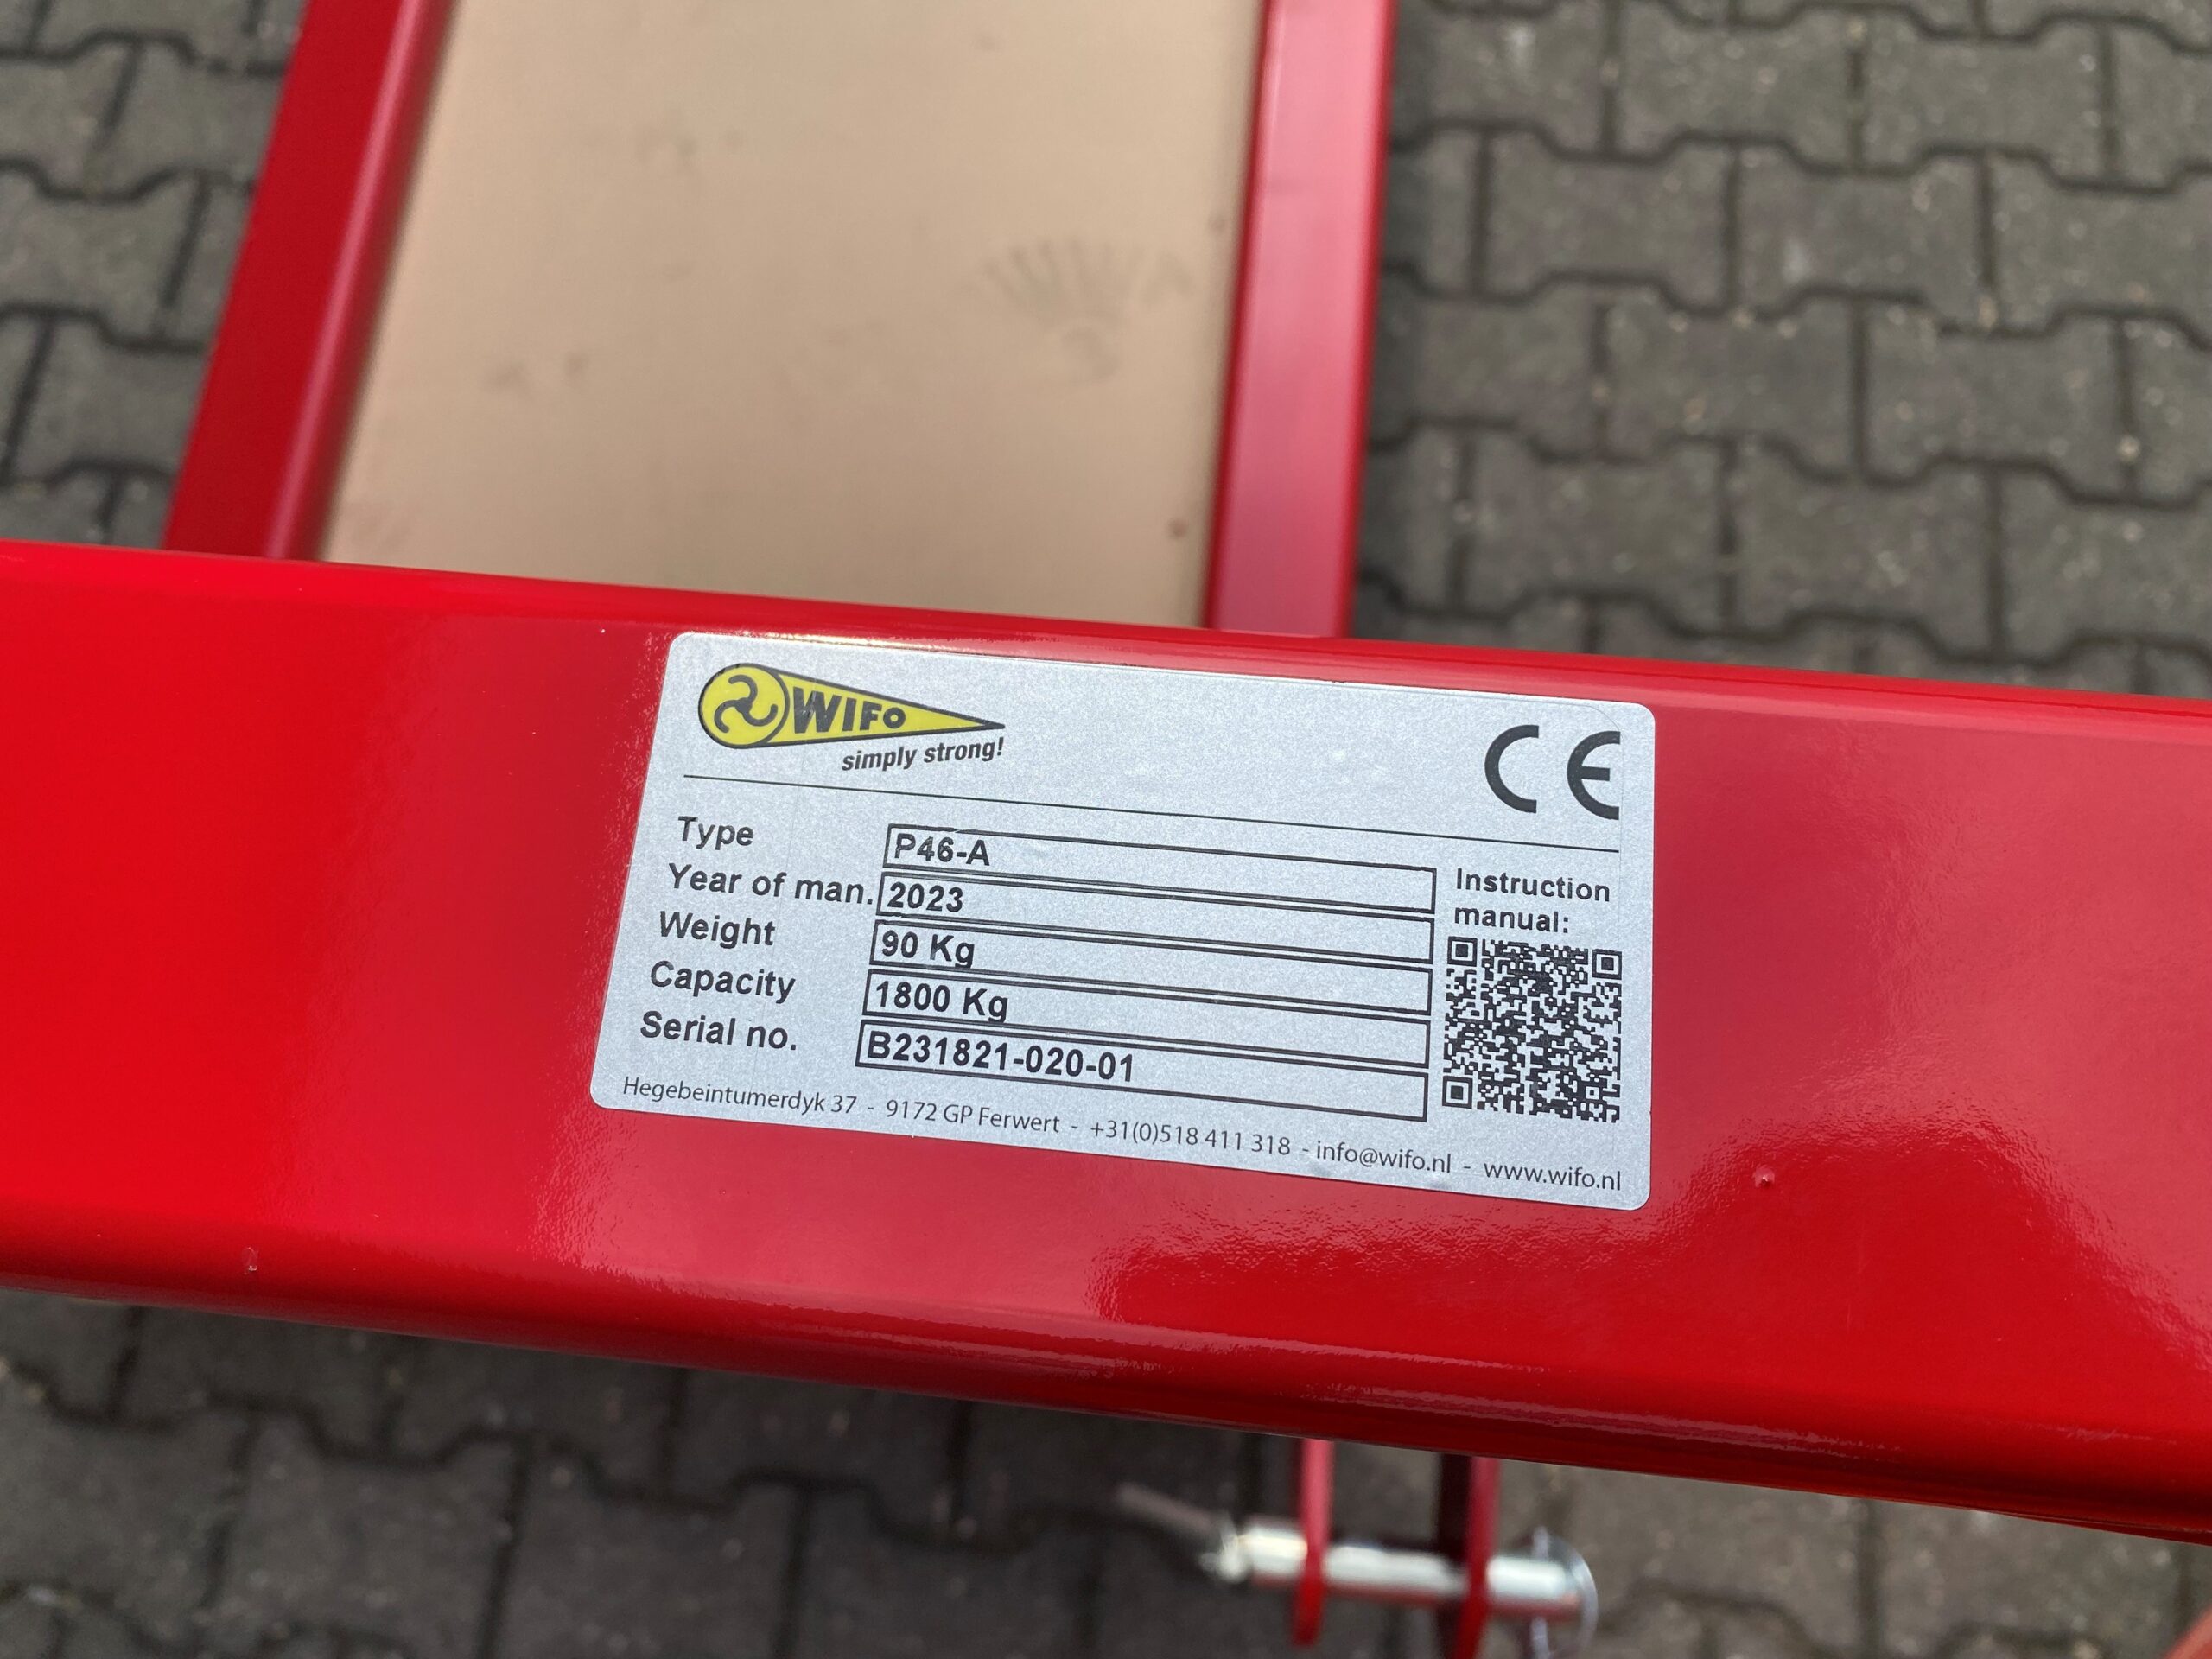 WIFO
simply strong!
CE
Type P46-A
Year of man. 2023
Weight 90 Kg
Capacity 1800 Kg
Serial no. B231821-020-01
Instruction
manual:
Hegebeintumerdyk 37 - 9172 GP Ferwert - +31(0)518 411 318 - info@wifo.nl - www.wifo.nl